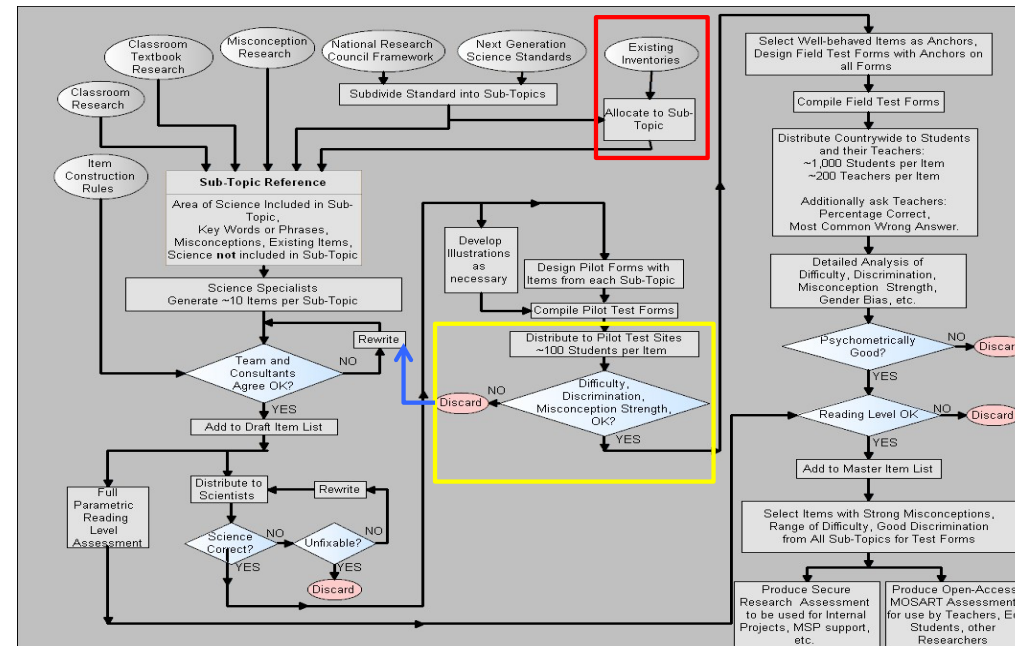 Classroom
Textbook
Research
Misconception
Research
National Research
Council Framework
Next Generation
Science Standards
Existing
Inventories
Classroom
Research
Subdivide Standard into Sub-Topics
Allocate to Sub-
Topic
Item
Construction
Rules
Sub-Topic Reference
Area of Science Included in Sub-
Topic,
Key Words or Phrases,
Misconceptions, Existing Items,
Science not included in Sub-Topic
Science Specialists
Generate ~10 Items per Sub-Topic
Rewrite
Team and
Consultants
Agree OK?
NO
YES
Add to Draft Item List
Full
Parametric
Reading
Level
Assessment
Distribute to
Scientists
Rewrite
Science
Correct?
NO
Unfixable?
NO
YES
YES
Discard
Develop
Illustrations
as
necessary
Design Pilot Forms with
Items from each Sub-Topic
Compile Pilot Test Forms
Distribute to Pilot Test Sites
~100 Students per Item
Difficulty,
Discrimination,
Misconception Strength,
OK?
NO
Discard
YES
Select Well-behaved Items as Anchors,
Design Field Test Forms with Anchors on
all Forms
Compile Field Test Forms
Distribute Countrywide to Students
and their Teachers:
~1,000 Students per Item
~200 Teachers per Item
Additionally ask Teachers:
Percentage Correct,
Most Common Wrong Answer.
Detailed Analysis of
Difficulty, Discrimination,
Misconception Strength,
Gender Bias, etc.
Psychometrically
Good?
NO
Discar
YES
Reading Level OK
NO
Discard
YES
Add to Master Item List
Select Items with Strong Misconceptions,
Range of Difficulty, Good Discrimination
from All Sub-Topics for Test Forms
Produce Secure
Research Assessment
to be used for Internal
Projects, MSP support,
etc.
Produce Open-Access
MOSART Assessment
for use by Teachers, Ed
Students, other
Researchers